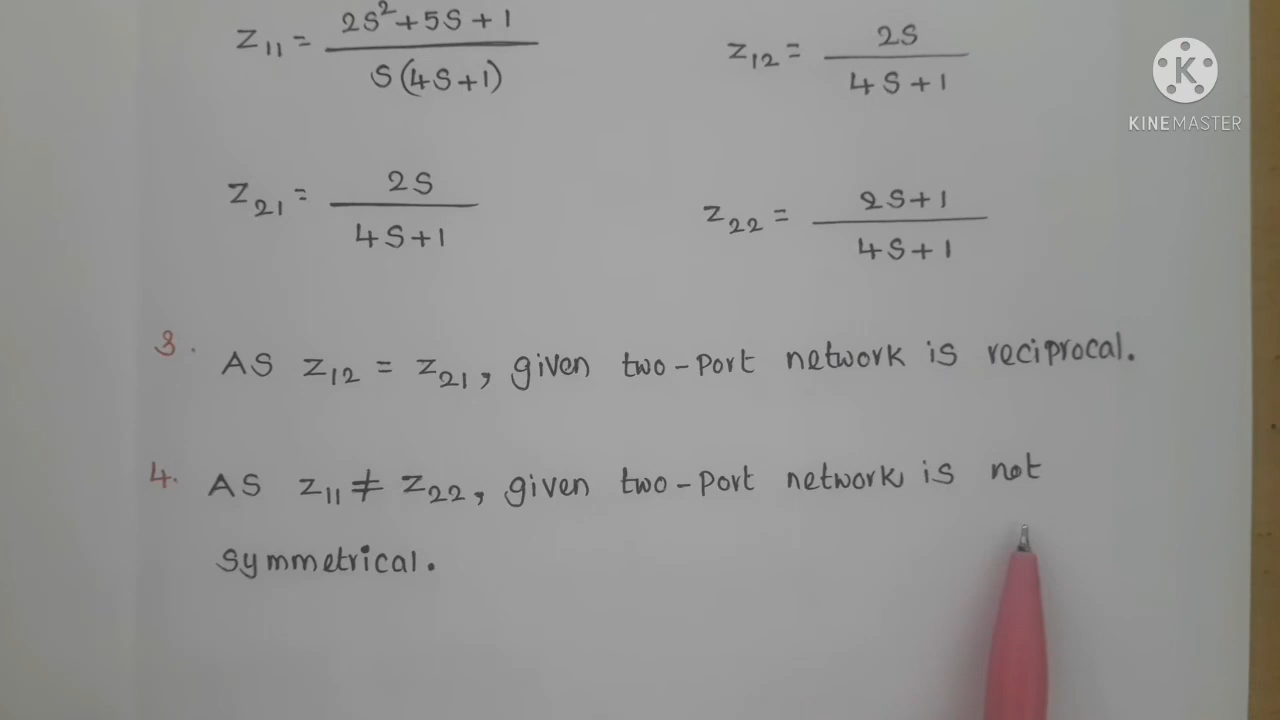 Z11 = 2S²+5S+1 / S(4S+1)    Z12 = 2S / 4S+1
KINEMASTER
Z21 = 2S / 4S+1    Z22 = 2S+1 / 4S+1
3. AS Z12 = Z21, given two-port network is reciprocal.
4. AS Z11 ≠ Z22, given two-port network is not
symmetrical.